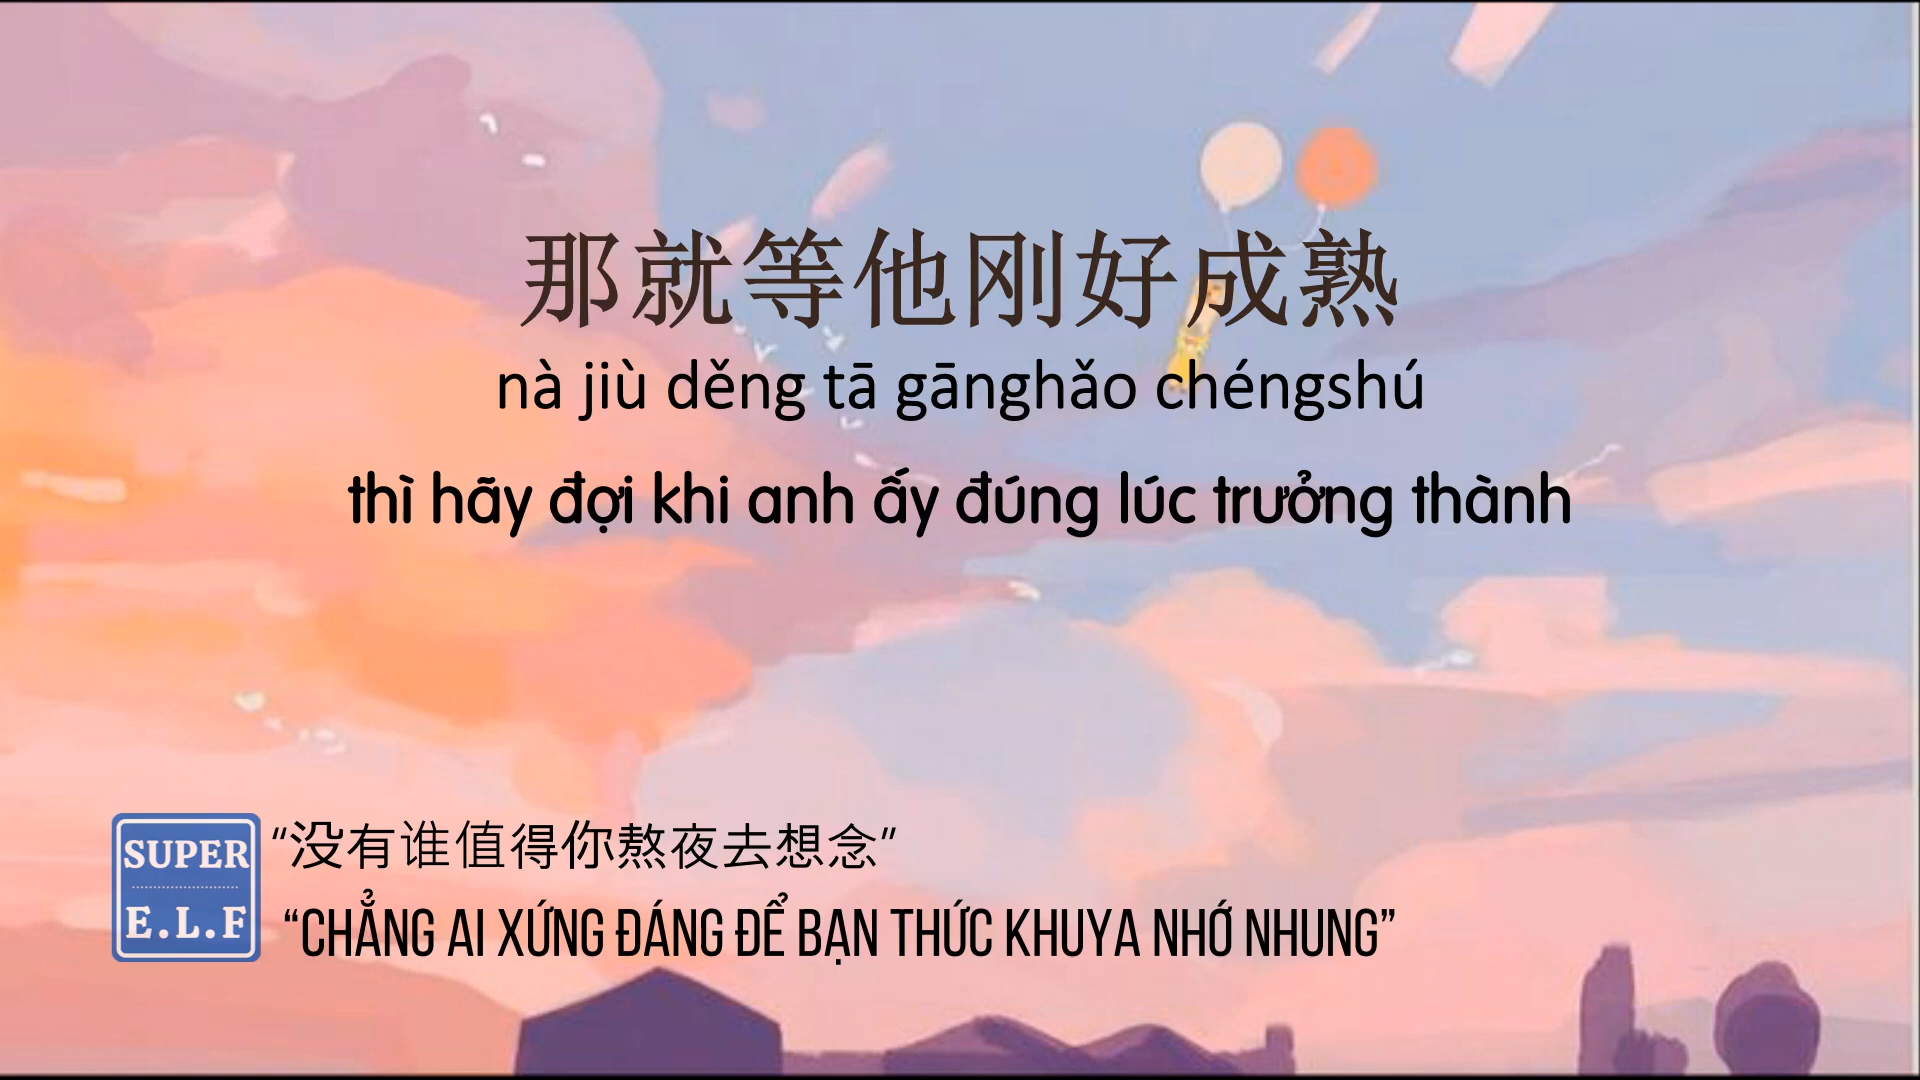 那就等他刚好成熟
nà jiù děng tā gānghǎo chéngshú
thì hãy đợi khi anh ấy đúng lúc trưởng thành
“没有谁值得你熬夜去想念”
“CHẲNG AI XỨNG ĐÁNG ĐỂ BẠN THỨC KHUYA NHỚ NHUNG”
SUPER
E.L.F